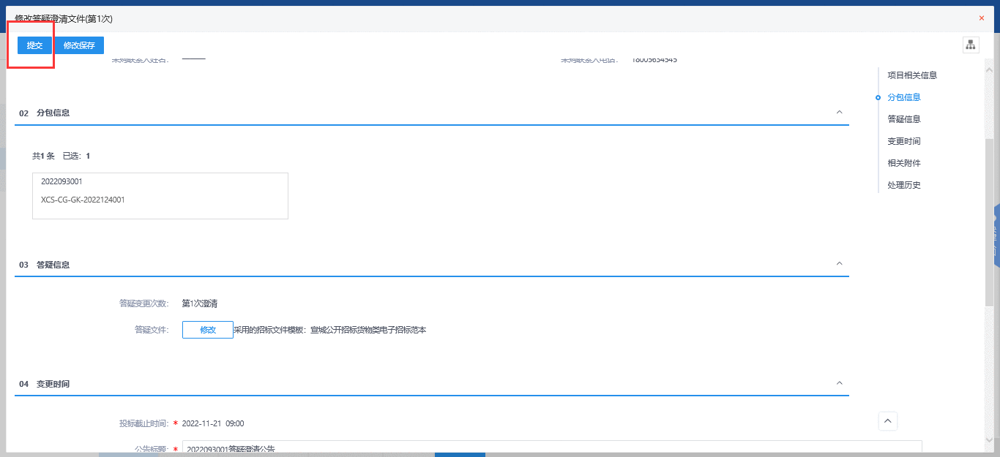 修改答疑澄清文件(第1次)
×
提交 修改保存
采购联系人姓名： 采购联系人电话： 18005634545
项目相关信息
分包信息
答疑信息
变更时间
相关附件
处理历史
02 分包信息
共1 条 已选： 1
2022093001
XCS-CG-GK-2022124001
03 答疑信息
答疑变更次数： 第1次澄清
答疑文件： 修改 采用的招标文件模板：宣城公开招标货物类电子招标范本
04 变更时间
投标截止时间： * 2022-11-21 09:00
公告标题： * 2022093001答疑澄清公告